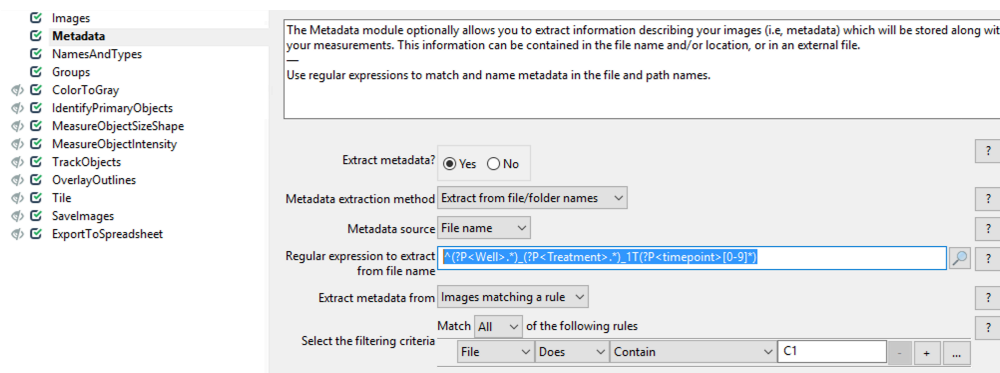 Images
Metadata
NamesAndTypes
Groups
ColorToGray
IdentifyPrimaryObjects
MeasureObjectSizeShape
MeasureObjectIntensity
TrackObjects
OverlayOutlines
Tile
SaveImages
ExportToSpreadsheet
The Metadata module optionally allows you to extract information describing your images (i.e, metadata) which will be stored along wit
your measurements. This information can be contained in the file name and/or location, or in an external file.
—
Use regular expressions to match and name metadata in the file and path names.
Extract metadata? Yes No ?
Metadata extraction method Extract from file/folder names ?
Metadata source File name ?
Regular expression to extract ^(?P<Well>.*)_(?P<Treatment>.*)_1T(?P<timepoint>[0-9]*) ?
from file name
Extract metadata from Images matching a rule ?
Match All of the following rules ?
Select the filtering criteria
File Does Contain C1 - + ...